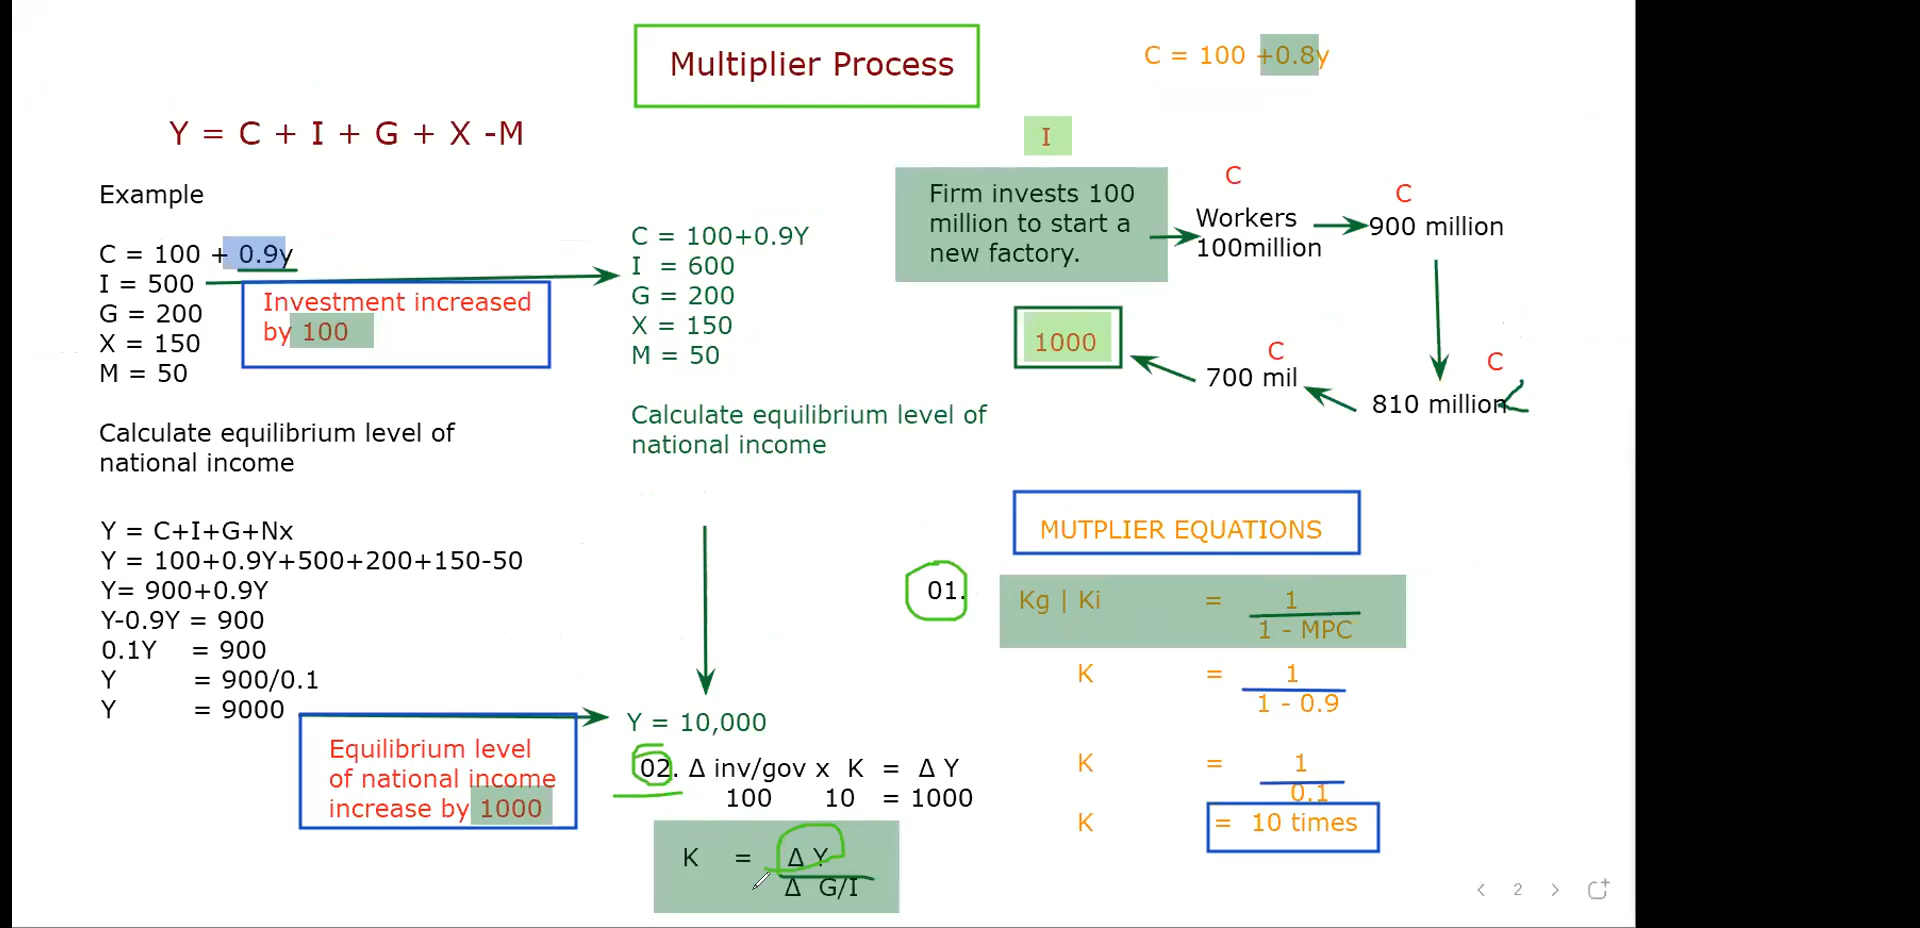 Multiplier Process
C = 100 +0.8y
Y = C + I + G + X -M
Example
C = 100 + 0.9y
I = 500
G = 200
X = 150
M = 50
Investment increased
by 100
C = 100+0.9Y
I = 600
G = 200
X = 150
M = 50
I
Firm invests 100
million to start a
new factory.
C
Workers
100million
C
900 million
C
810 million
C
700 mil
1000
Calculate equilibrium level of
national income
Calculate equilibrium level of
national income
Y = C+I+G+Nx
Y = 100+0.9Y+500+200+150-50
Y= 900+0.9Y
Y-0.9Y = 900
0.1Y = 900
Y = 900/0.1
Y = 9000
Equilibrium level
of national income
increase by 1000
Y = 10,000
02. Δ inv/gov x K = Δ Y
100 10 = 1000
K = Δ Y
Δ G/I
MUTPLIER EQUATIONS
01.
Kg | Ki = 1
1 - MPC
K = 1
1 - 0.9
K = 1
0.1
K = 10 times
2